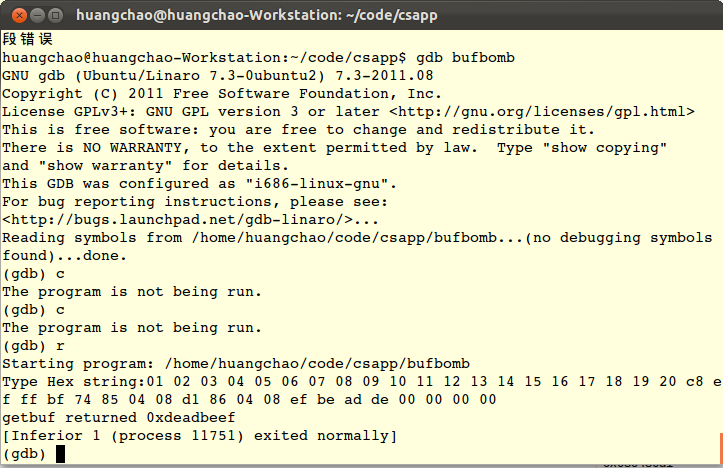 huangchao@huangchao-Workstation: ~/code/csapp
段错误
huangchao@huangchao-Workstation:~/code/csapp$ gdb bufbomb
GNU gdb (Ubuntu/Linaro 7.3-0ubuntu2) 7.3-2011.08
Copyright (C) 2011 Free Software Foundation, Inc.
License GPLv3+: GNU GPL version 3 or later <http://gnu.org/licenses/gpl.html>
This is free software: you are free to change and redistribute it.
There is NO WARRANTY, to the extent permitted by law.  Type "show copying"
and "show warranty" for details.
This GDB was configured as "i686-linux-gnu".
For bug reporting instructions, please see:
<http://bugs.launchpad.net/gdb-linaro/>...
Reading symbols from /home/huangchao/code/csapp/bufbomb...(no debugging symbols
found)...done.
(gdb) c
The program is not being run.
(gdb) c
The program is not being run.
(gdb) r
Starting program: /home/huangchao/code/csapp/bufbomb
Type Hex string:01 02 03 04 05 06 07 08 09 10 11 12 13 14 15 16 17 18 19 20 c8 e
f ff bf 74 85 04 08 d1 86 04 08 ef be ad de 00 00 00 00
getbuf returned 0xdeadbeef
[Inferior 1 (process 11751) exited normally]
(gdb)